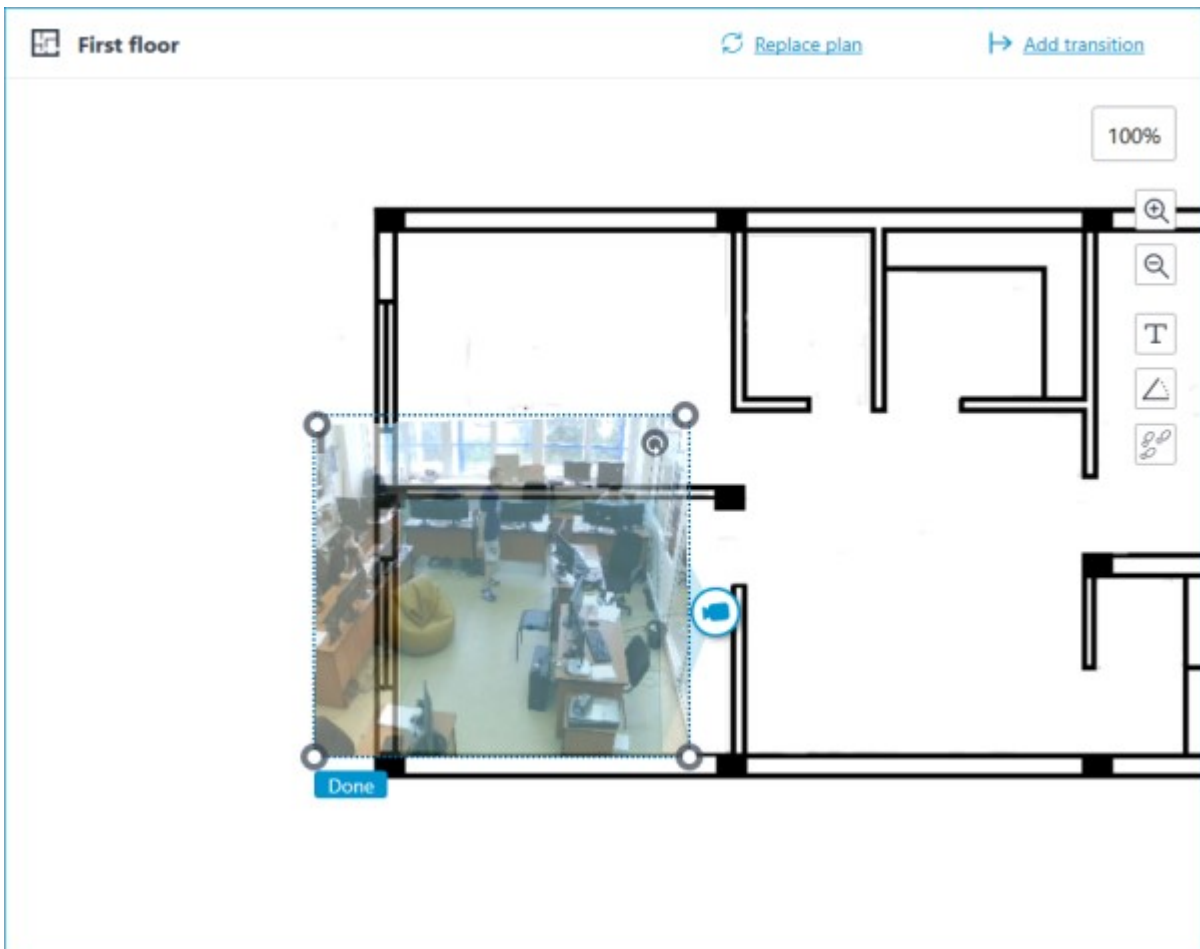 First floor
Replace plan
Add transition
100%
T
Done